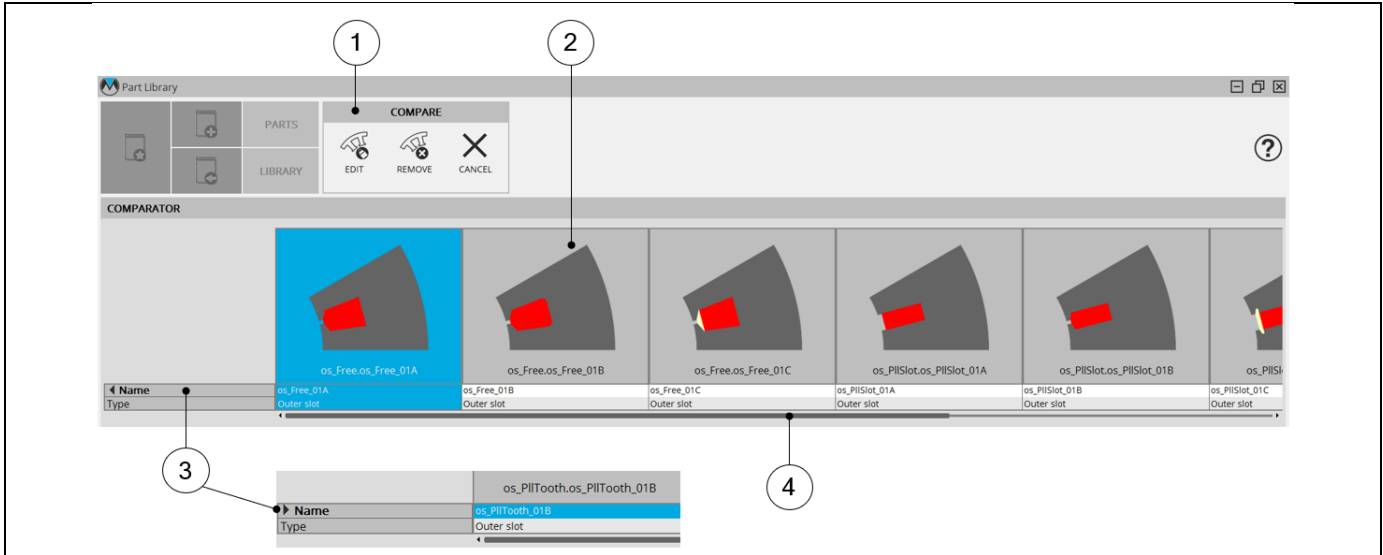 1
2
Part Library
PARTS
LIBRARY
COMPARE
EDIT
REMOVE
CANCEL
?
COMPARATOR
os_Free.os_Free_01A
os_Free.os_Free_01B
os_Free.os_Free_01C
os_PllSlot.os_PllSlot_01A
os_PllSlot.os_PllSlot_01B
os_PllSl
Name
os_Free_01A
os_Free_01B
os_Free_01C
os_PllSlot_01A
os_PllSlot_01B
os_PllSlot_01C
Type
Outer slot
Outer slot
Outer slot
Outer slot
Outer slot
Outer slot
3
4
os_PllTooth.os_PllTooth_01B
Name
os_PllTooth_01B
Type
Outer slot